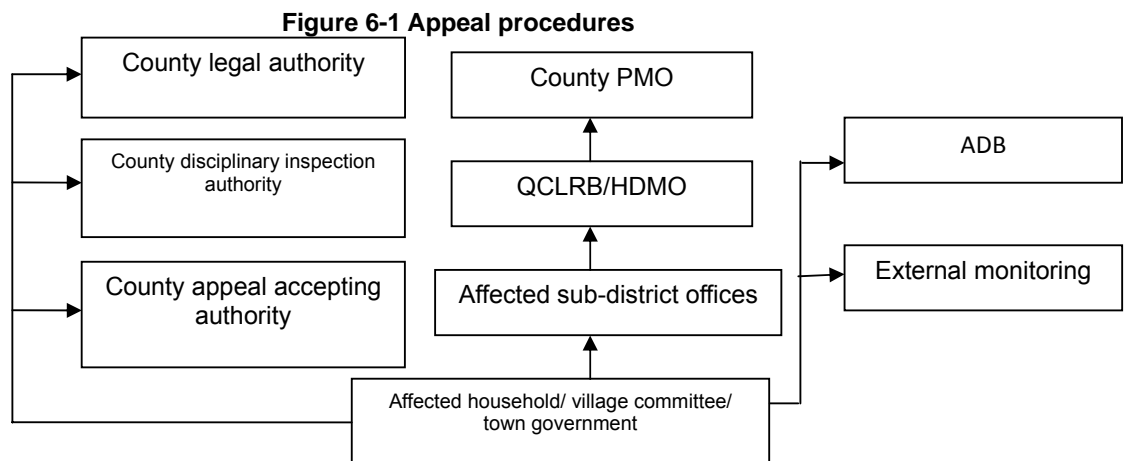 Figure 6-1 Appeal procedures
County legal authority
County disciplinary inspection
authority
County appeal accepting
authority
County PMO
QCLRB/HDMO
Affected sub-district offices
Affected household/ village committee/
town government
ADB
External monitoring